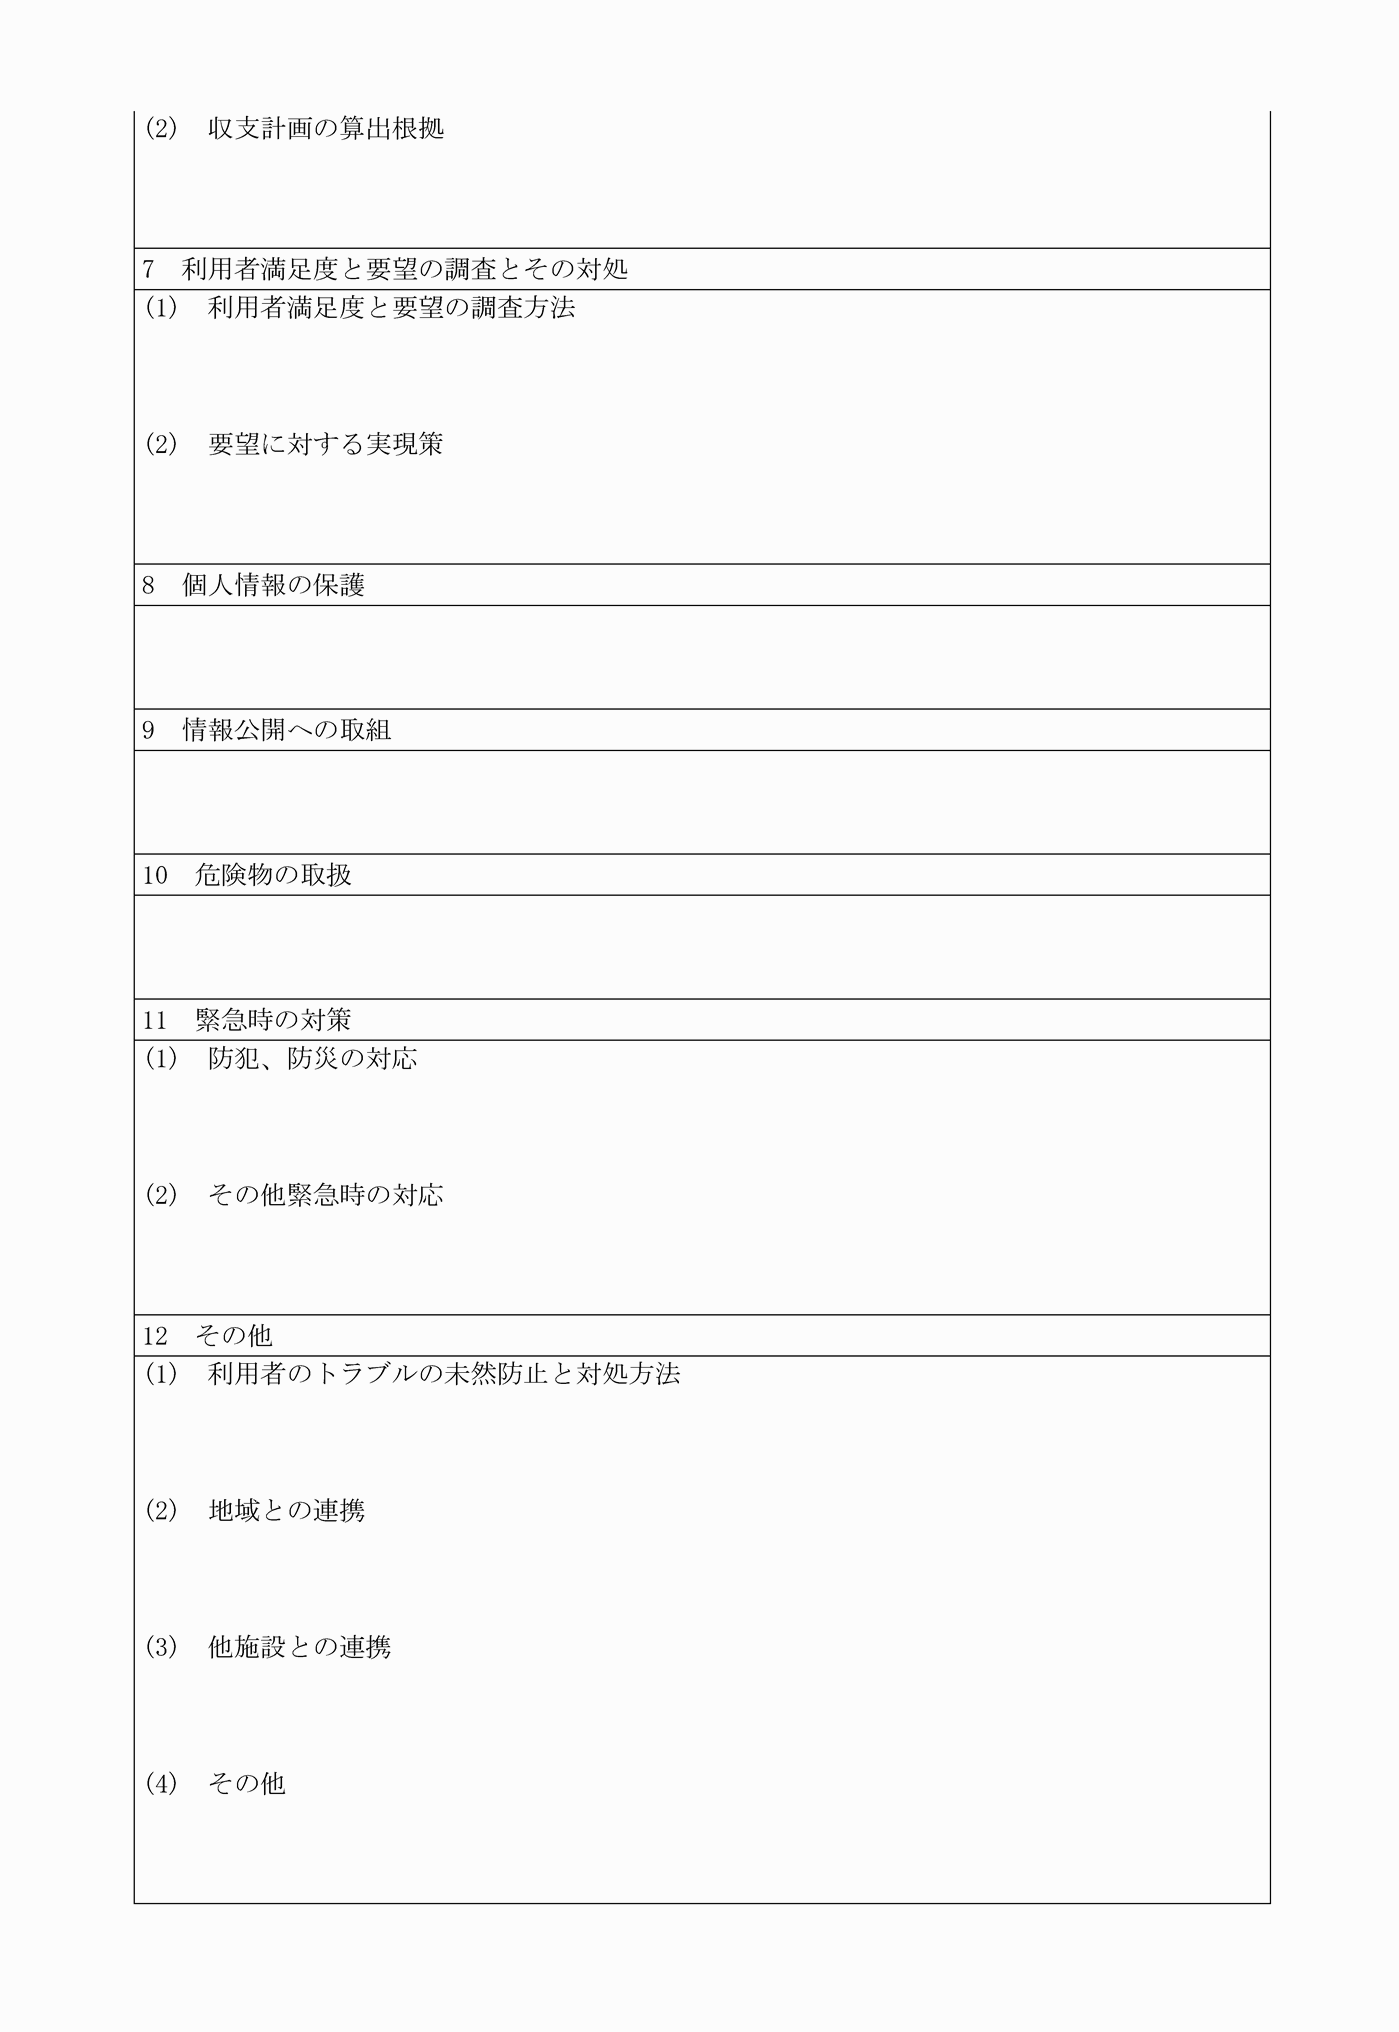 (2)　収支計画の算出根拠
7　利用者満足度と要望の調査とその対処
(1)　利用者満足度と要望の調査方法
(2)　要望に対する実現策
8　個人情報の保護
9　情報公開への取組
10　危険物の取扱
11　緊急時の対策
(1)　防犯、防災の対応
(2)　その他緊急時の対応
12　その他
(1)　利用者のトラブルの未然防止と対処方法
(2)　地域との連携
(3)　他施設との連携
(4)　その他